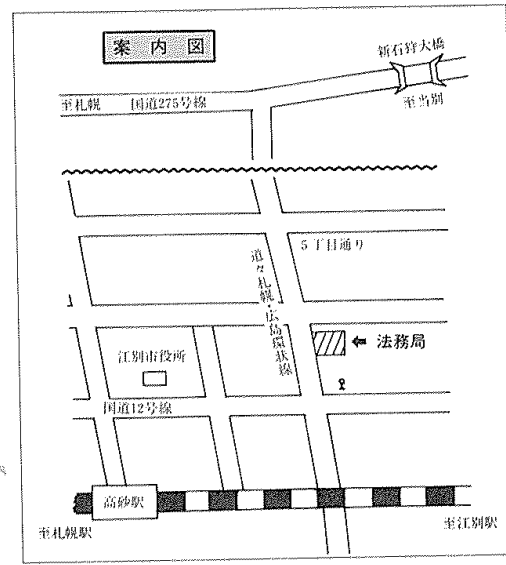 案内図
新石狩大橋
至札幌 国道275号線
至当別
5丁目通り
道々札幌・広島環状線
江別市役所
法務局
国道12号線
高砂駅
至札幌駅
至江別駅